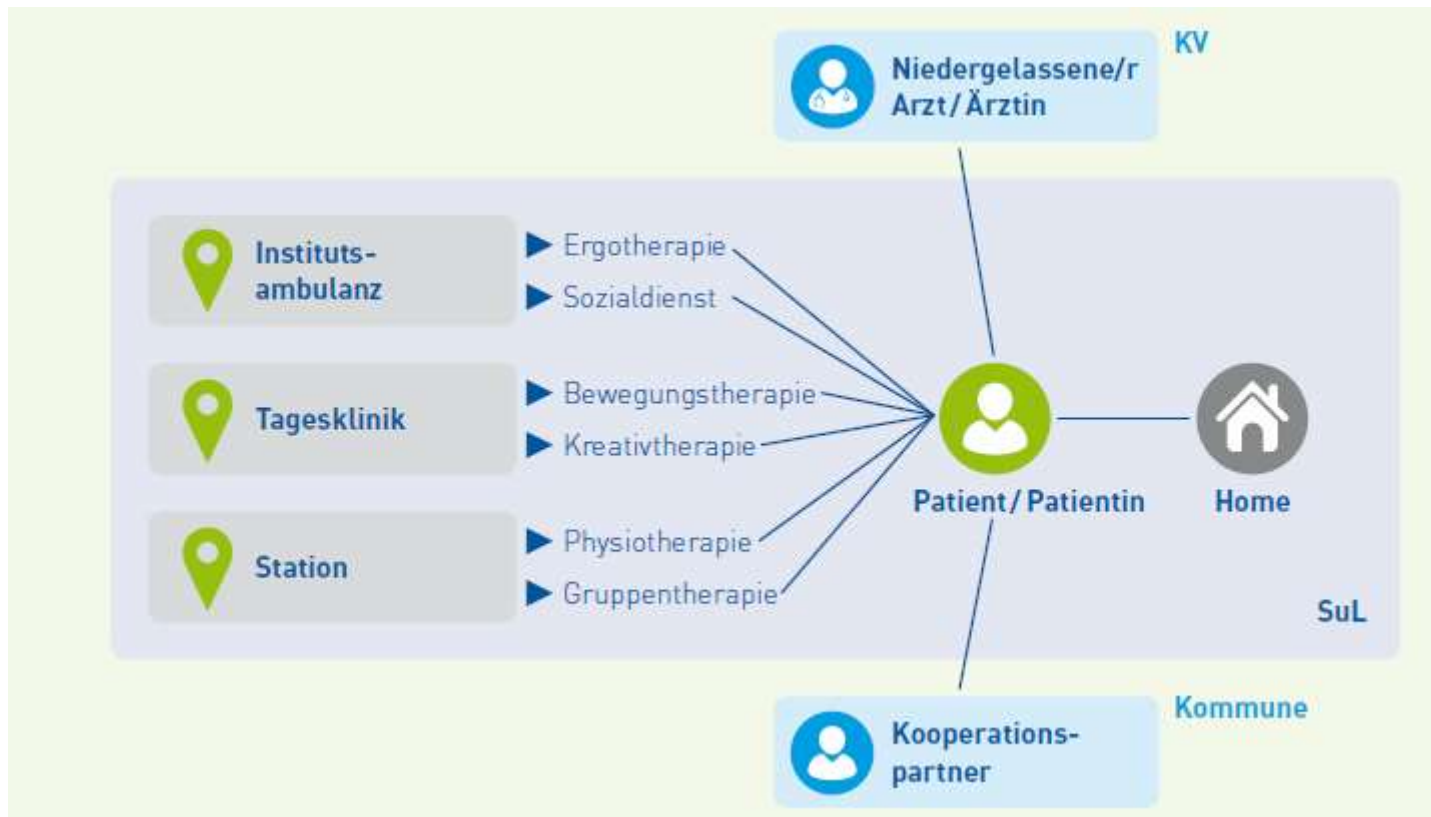 KV
Niedergelassene/r
Arzt/Ärztin
Instituts-
ambulanz
Ergotherapie
Sozialdienst
Tagesklinik
Bewegungstherapie
Kreativtherapie
Station
Physiotherapie
Gruppentherapie
Patient/Patientin
Home
SuL
Kommune
Kooperations-
partner